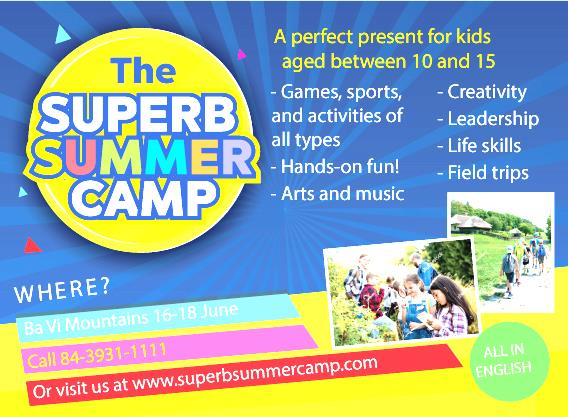 The
SUPERB
SUMMER
CAMP
A perfect present for kids
aged between 10 and 15
- Games, sports,
and activities of
all types
- Hands-on fun!
- Arts and music
- Creativity
- Leadership
- Life skills
- Field trips
WHERE?
Ba Vi Mountains 16-18 June
Call 84-3931-1111
Or visit us at www.superbsummercamp.com
ALL IN
ENGLISH